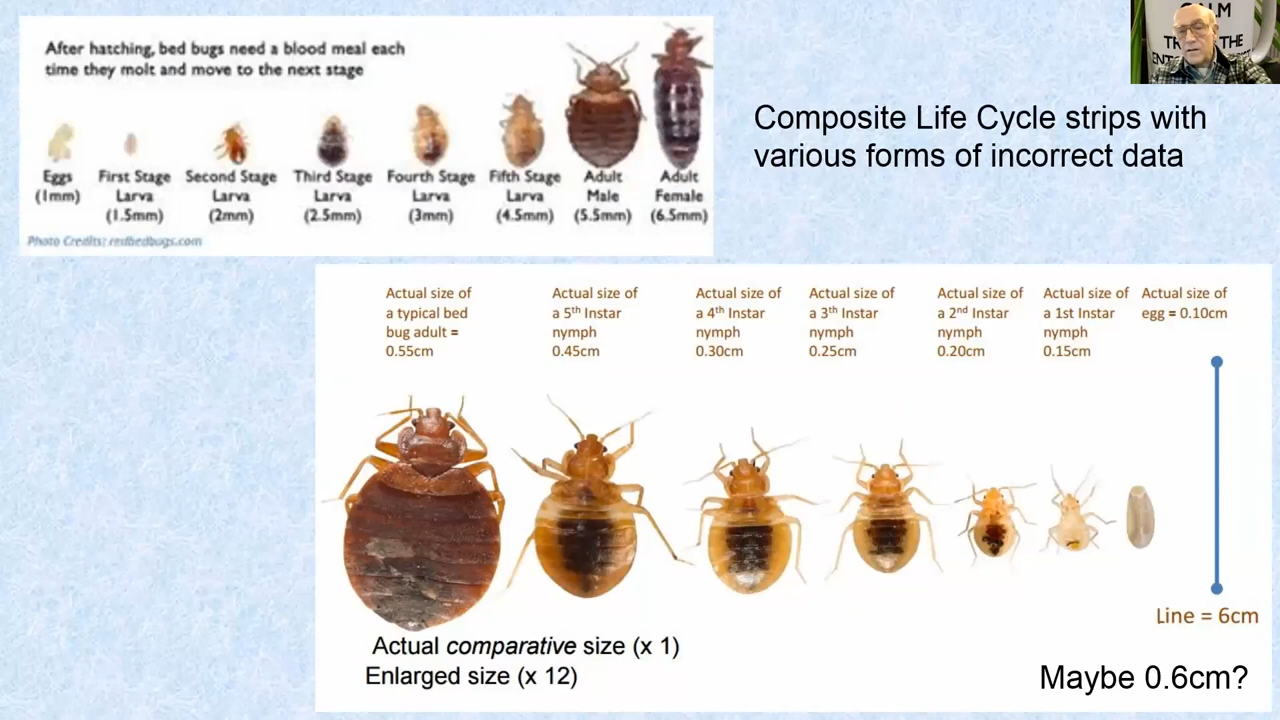 After hatching, bed bugs need a blood meal each
time they molt and move to the next stage
Eggs
(1mm)
First Stage
Larva
(1.5mm)
Second Stage
Larva
(2mm)
Third Stage
Larva
(2.5mm)
Fourth Stage
Larva
(3mm)
Fifth Stage
Larva
(4.5mm)
Adult
Male
(5.5mm)
Adult
Female
(6.5mm)
Photo Credits: redbedbugs.com
THE
Composite Life Cycle strips with
various forms of incorrect data
Actual size of
a typical bed
bug adult =
0.55cm
Actual size of
a 5th Instar
nymph
0.45cm
Actual size of
a 4th Instar
nymph
0.30cm
Actual size of
a 3th Instar
nymph
0.25cm
Actual size of
a 2nd Instar
nymph
0.20cm
Actual size of
a 1st Instar
nymph
0.15cm
Actual size of
egg = 0.10cm
Line = 6cm
Actual comparative size (x 1)
Enlarged size (x 12)
Maybe 0.6cm?